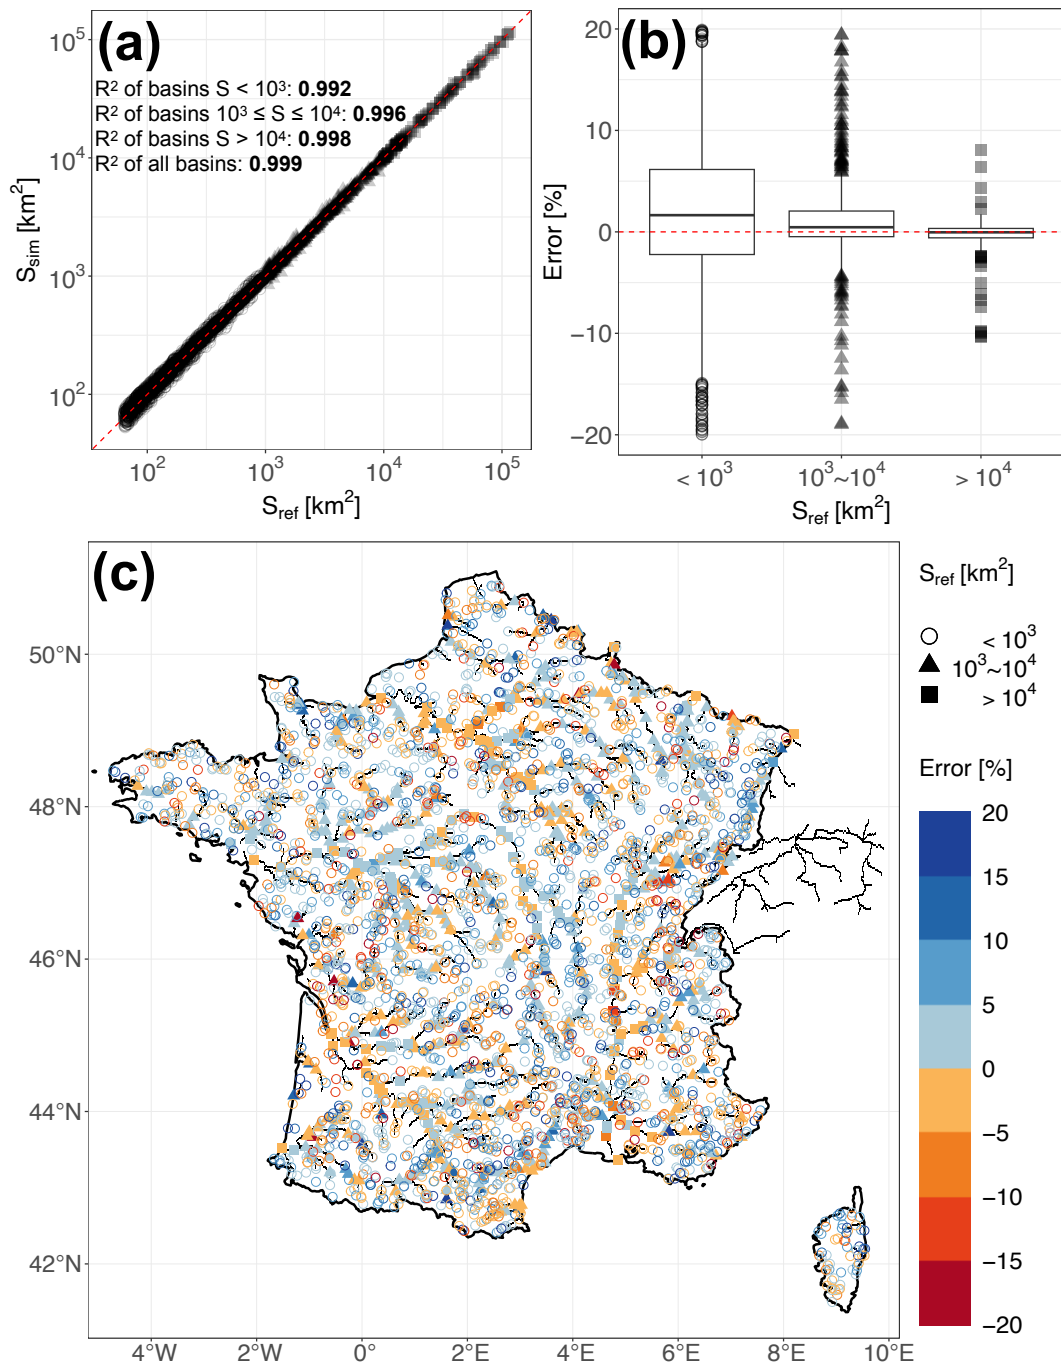 (a)
R² of basins S < 10³: 0.992
R² of basins 10³ ≤ S ≤ 10⁴: 0.996
R² of basins S > 10⁴: 0.998
R² of all basins: 0.999
10⁵
10⁴
10³
10²
S_sim [km²]
10² 10³ 10⁴ 10⁵
S_ref [km²]
(b)
20
10
0
−10
−20
Error [%]
< 10³ 10³~10⁴ > 10⁴
S_ref [km²]
(c)
50°N
48°N
46°N
44°N
42°N
4°W 2°W 0° 2°E 4°E 6°E 8°E 10°E
S_ref [km²]
< 10³
10³~10⁴
> 10⁴
Error [%]
20
15
10
5
0
−5
−10
−15
−20